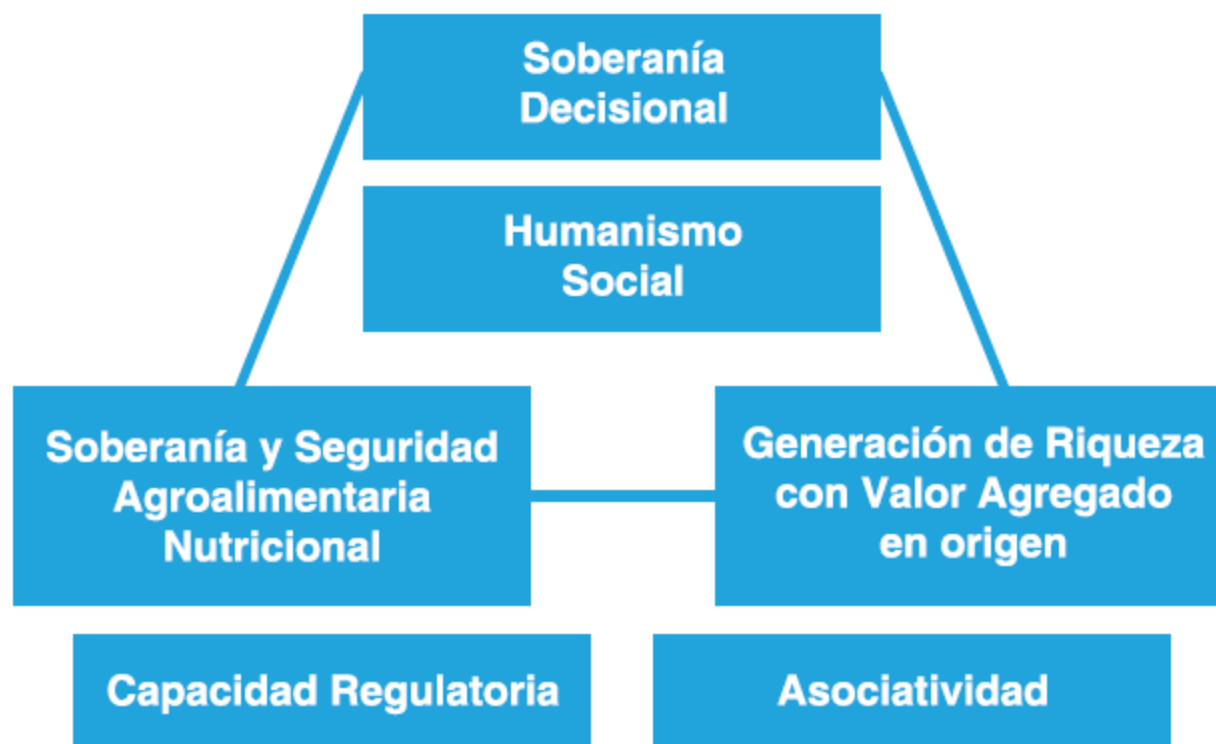 Soberanía
Decisional
Humanismo
Social
Soberanía y Seguridad
Agroalimentaria
Nutricional
Generación de Riqueza
con Valor Agregado
en origen
Capacidad Regulatoria
Asociatividad